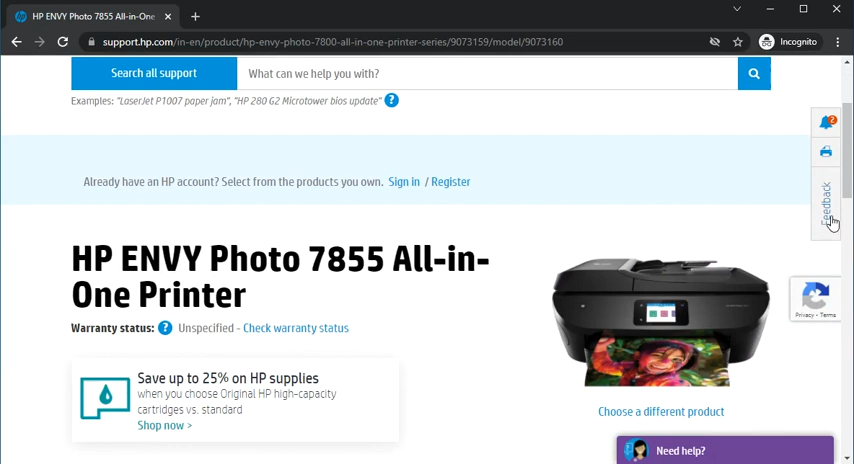 HP ENVY Photo 7855 All-in-One
support.hp.com/in-en/product/hp-envy-photo-7800-all-in-one-printer-series/9073159/model/9073160
Incognito
Search all support
What can we help you with?
Examples: "LaserJet P1007 paper jam", "HP 280 G2 Microtower bios update" ?
2
Already have an HP account? Select from the products you own. Sign in / Register
Feedback
HP ENVY Photo 7855 All-in-
One Printer
Warranty status: ? Unspecified - Check warranty status
Privacy - Terms
Save up to 25% on HP supplies
when you choose Original HP high-capacity
cartridges vs. standard
Shop now >
Choose a different product
Need help?